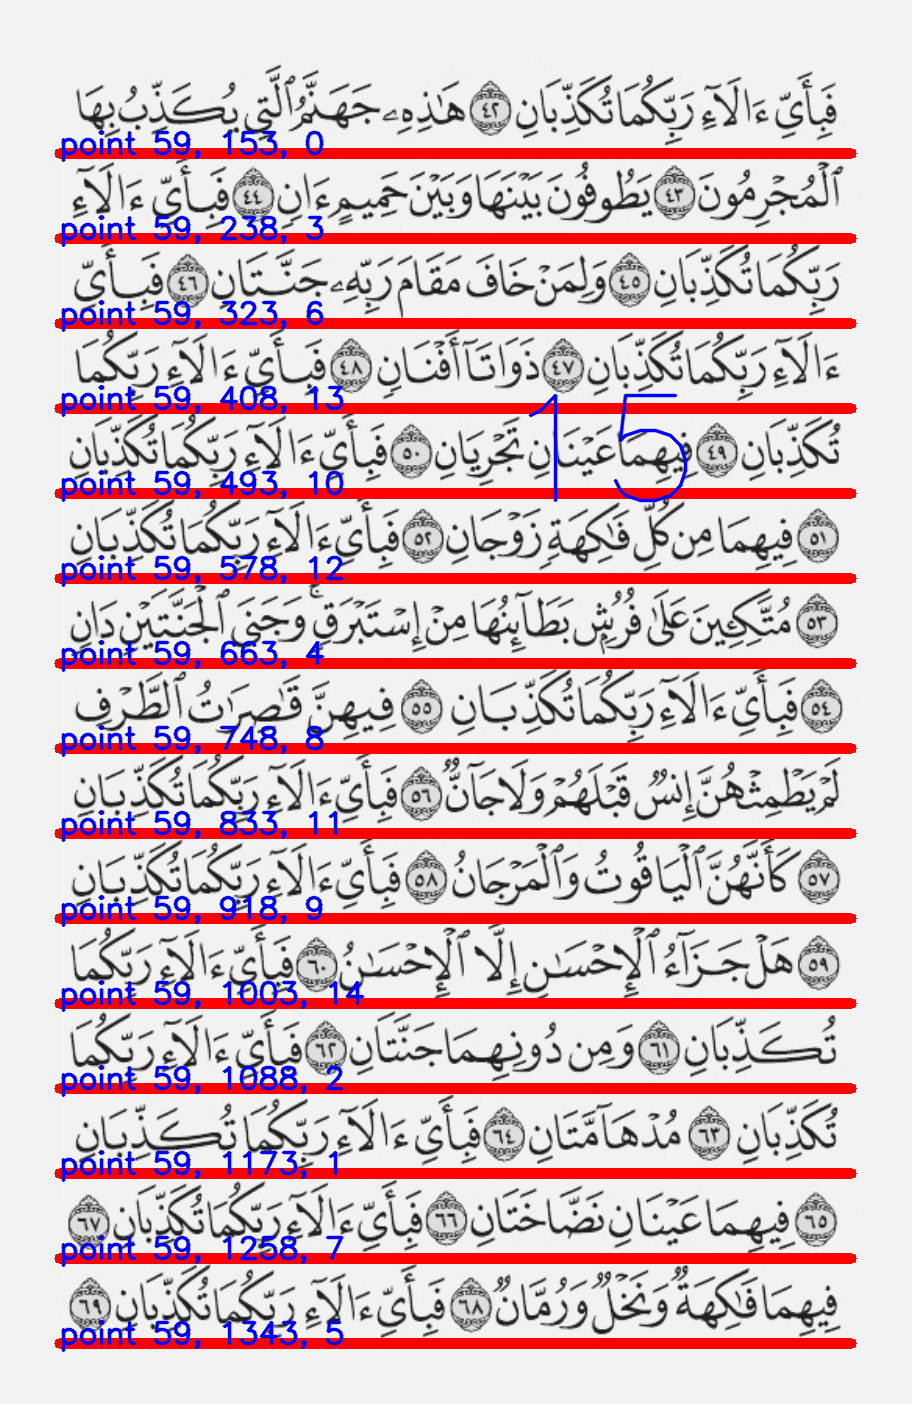 فَبِأَيِّ ءَالَآءِ رَبِّكُمَا تُكَذِّبَانِ ٤٢ هَٰذِهِۦ جَهَنَّمُ ٱلَّتِي يُكَذِّبُ بِهَا
point 59, 153, 0
ٱلْمُجْرِمُونَ ٤٣ يَطُوفُونَ بَيْنَهَا وَبَيْنَ حَمِيمٍ ءَانٍ ٤٤ فَبِأَيِّ ءَالَآءِ
point 59, 238, 3
رَبِّكُمَا تُكَذِّبَانِ ٤٥ وَلِمَنْ خَافَ مَقَامَ رَبِّهِۦ جَنَّتَانِ ٤٦ فَبِأَيِّ
point 59, 323, 6
ءَالَآءِ رَبِّكُمَا تُكَذِّبَانِ ٤٧ ذَوَاتَآ أَفْنَانٍ ٤٨ فَبِأَيِّ ءَالَآءِ رَبِّكُمَا
point 59, 408, 13
15
تُكَذِّبَانِ ٤٩ فِيهِمَا عَيْنَانِ تَجْرِيَانِ ٥٠ فَبِأَيِّ ءَالَآءِ رَبِّكُمَا تُكَذِّبَانِ
point 59, 493, 10
٥١ فِيهِمَا مِن كُلِّ فَٰكِهَةٍ زَوْجَانِ ٥٢ فَبِأَيِّ ءَالَآءِ رَبِّكُمَا تُكَذِّبَانِ
point 59, 578, 12
٥٣ مُتَّكِـِٔينَ عَلَىٰ فُرُشٍۭ بَطَآئِنُهَا مِنْ إِسْتَبْرَقٍۚ وَجَنَى ٱلْجَنَّتَيْنِ دَانٍ
point 59, 663, 4
٥٤ فَبِأَيِّ ءَالَآءِ رَبِّكُمَا تُكَذِّبَانِ ٥٥ فِيهِنَّ قَٰصِرَٰتُ ٱلطَّرْفِ
point 59, 748, 8
لَمْ يَطْمِثْهُنَّ إِنسٌ قَبْلَهُمْ وَلَا جَآنٌّ ٥٦ فَبِأَيِّ ءَالَآءِ رَبِّكُمَا تُكَذِّبَانِ
point 59, 833, 11
٥٧ كَأَنَّهُنَّ ٱلْيَاقُوتُ وَٱلْمَرْجَانُ ٥٨ فَبِأَيِّ ءَالَآءِ رَبِّكُمَا تُكَذِّبَانِ
point 59, 918, 9
٥٩ هَلْ جَزَآءُ ٱلْإِحْسَٰنِ إِلَّا ٱلْإِحْسَٰنُ ٦٠ فَبِأَيِّ ءَالَآءِ رَبِّكُمَا
point 59, 1003, 14
تُكَذِّبَانِ ٦١ وَمِن دُونِهِمَا جَنَّتَانِ ٦٢ فَبِأَيِّ ءَالَآءِ رَبِّكُمَا
point 59, 1088, 2
تُكَذِّبَانِ ٦٣ مُدْهَآمَّتَانِ ٦٤ فَبِأَيِّ ءَالَآءِ رَبِّكُمَا تُكَذِّبَانِ
point 59, 1173, 1
٦٥ فِيهِمَا عَيْنَانِ نَضَّاخَتَانِ ٦٦ فَبِأَيِّ ءَالَآءِ رَبِّكُمَا تُكَذِّبَانِ ٦٧
point 59, 1258, 7
فِيهِمَا فَٰكِهَةٌ وَنَخْلٌ وَرُمَّانٌ ٦٨ فَبِأَيِّ ءَالَآءِ رَبِّكُمَا تُكَذِّبَانِ ٦٩
point 59, 1343, 5